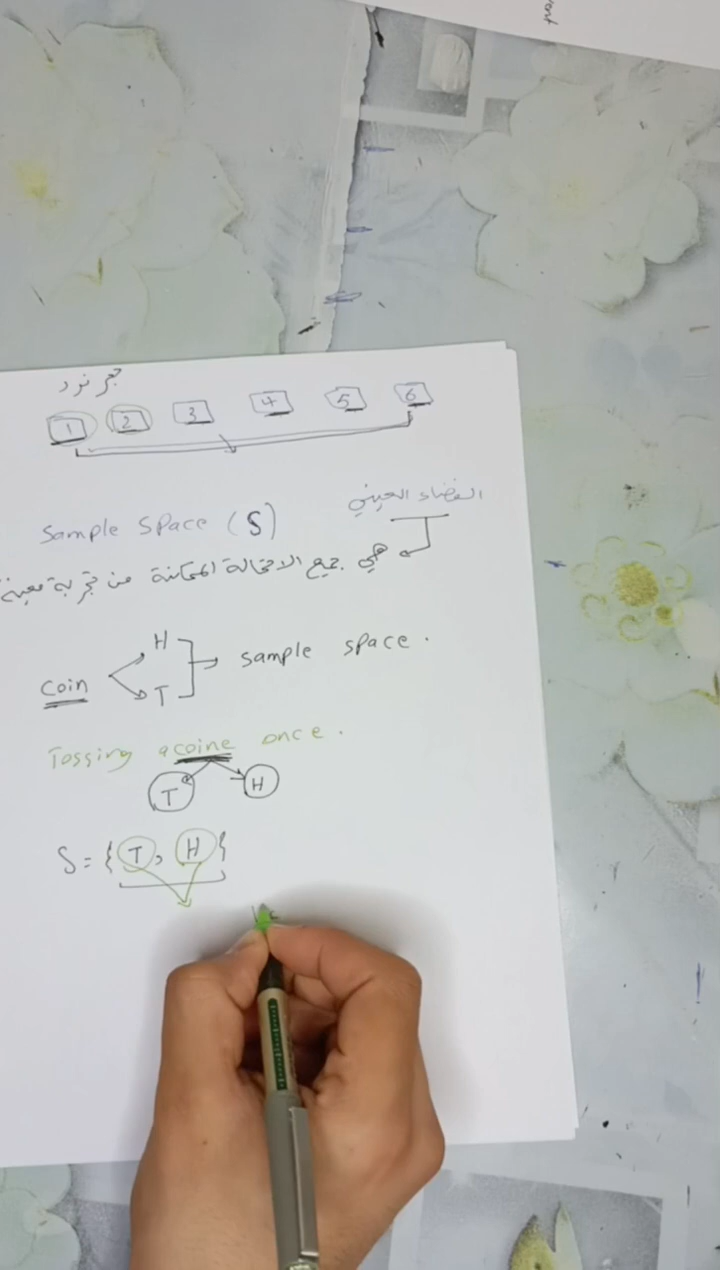 حجر نرد
1 2 3 4 5 6
Sample Space (S) الفضاء العيني
هي جميع الاحتمالة الممكنة من تجربة معينة
Coin H T sample space.
Tossing a coine once.
T H
S = { T , H }